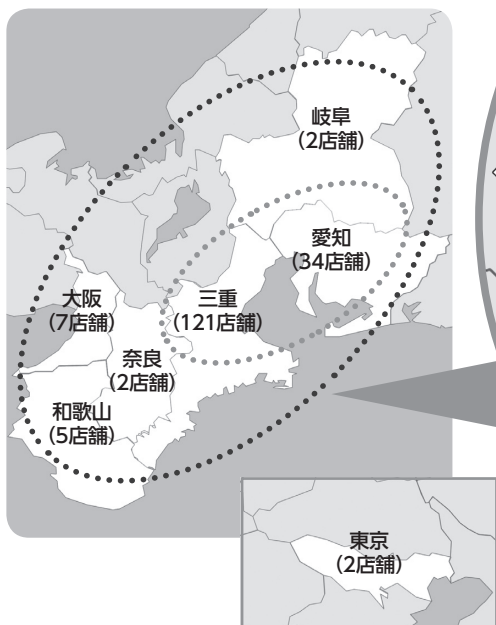 岐阜
(2店舗)
愛知
(34店舗)
三重
(121店舗)
大阪
(7店舗)
奈良
(2店舗)
和歌山
(5店舗)
東京
(2店舗)